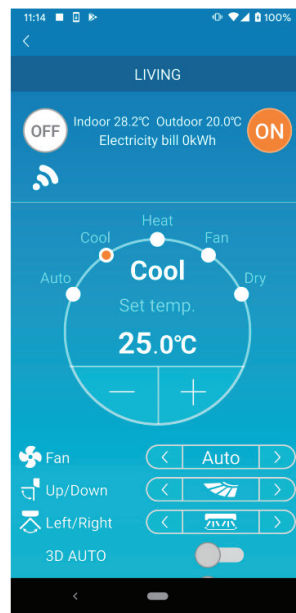 11:14 100%
LIVING
OFF Indoor 28.2℃ Outdoor 20.0℃ ON
Electricity bill 0kWh
Heat
Cool Fan
Auto Cool Dry
Set temp.
25.0℃
Fan Auto
Up/Down
Left/Right
3D AUTO